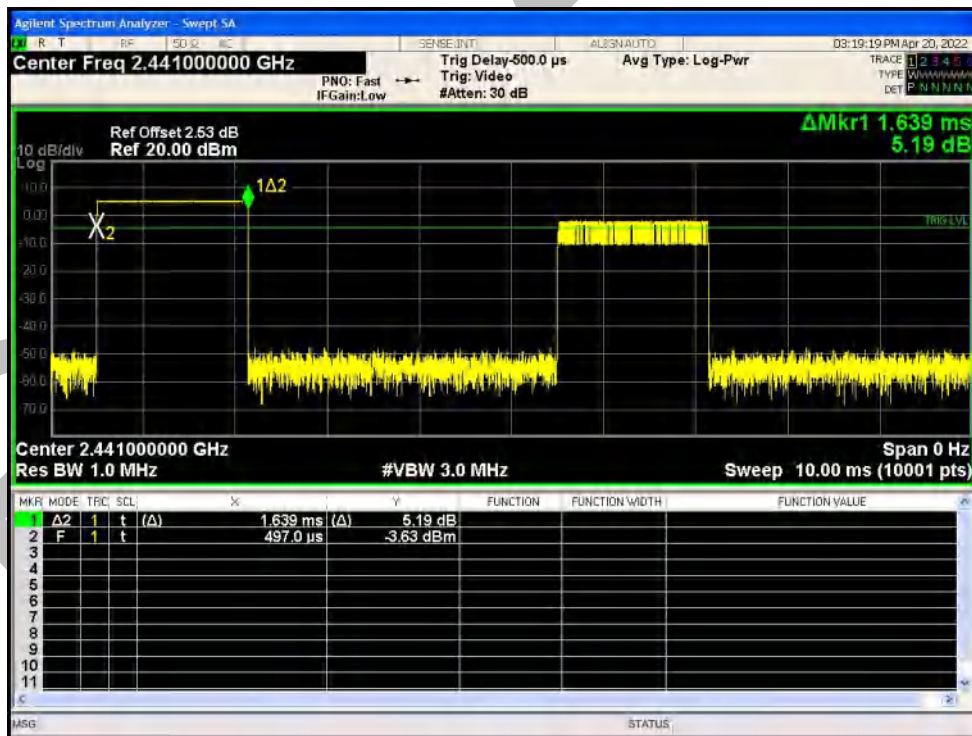 Agilent Spectrum Analyzer - Swept SA
R T RF 50 Ω AC SENSE:INT ALIGNAUTO 03:19:19 PM Apr 20, 2022
Center Freq 2.441000000 GHz
PNO: Fast
IFGain:Low
Trig Delay-500.0 µs
Trig: Video
#Atten: 30 dB
Avg Type: Log-Pwr
TRACE 1 2 3 4 5 6
TYPE WWWWWWW
DET P N N N N N
ΔMkr1 1.639 ms
5.19 dB
Ref Offset 2.53 dB
10 dB/div Ref 20.00 dBm
Log
10.0
0.00
-10.0
-20.0
-30.0
-40.0
-50.0
-60.0
-70.0
1Δ2
X2
TRIG LVL
Center 2.441000000 GHz Span 0 Hz
Res BW 1.0 MHz #VBW 3.0 MHz Sweep 10.00 ms (10001 pts)
MKR MODE TRC SCL X Y FUNCTION FUNCTION WIDTH FUNCTION VALUE
1 Δ2 1 t (Δ) 1.639 ms (Δ) 5.19 dB
2 F 1 t 497.0 µs -3.63 dBm
3
4
5
6
7
8
9
10
11
MSG STATUS